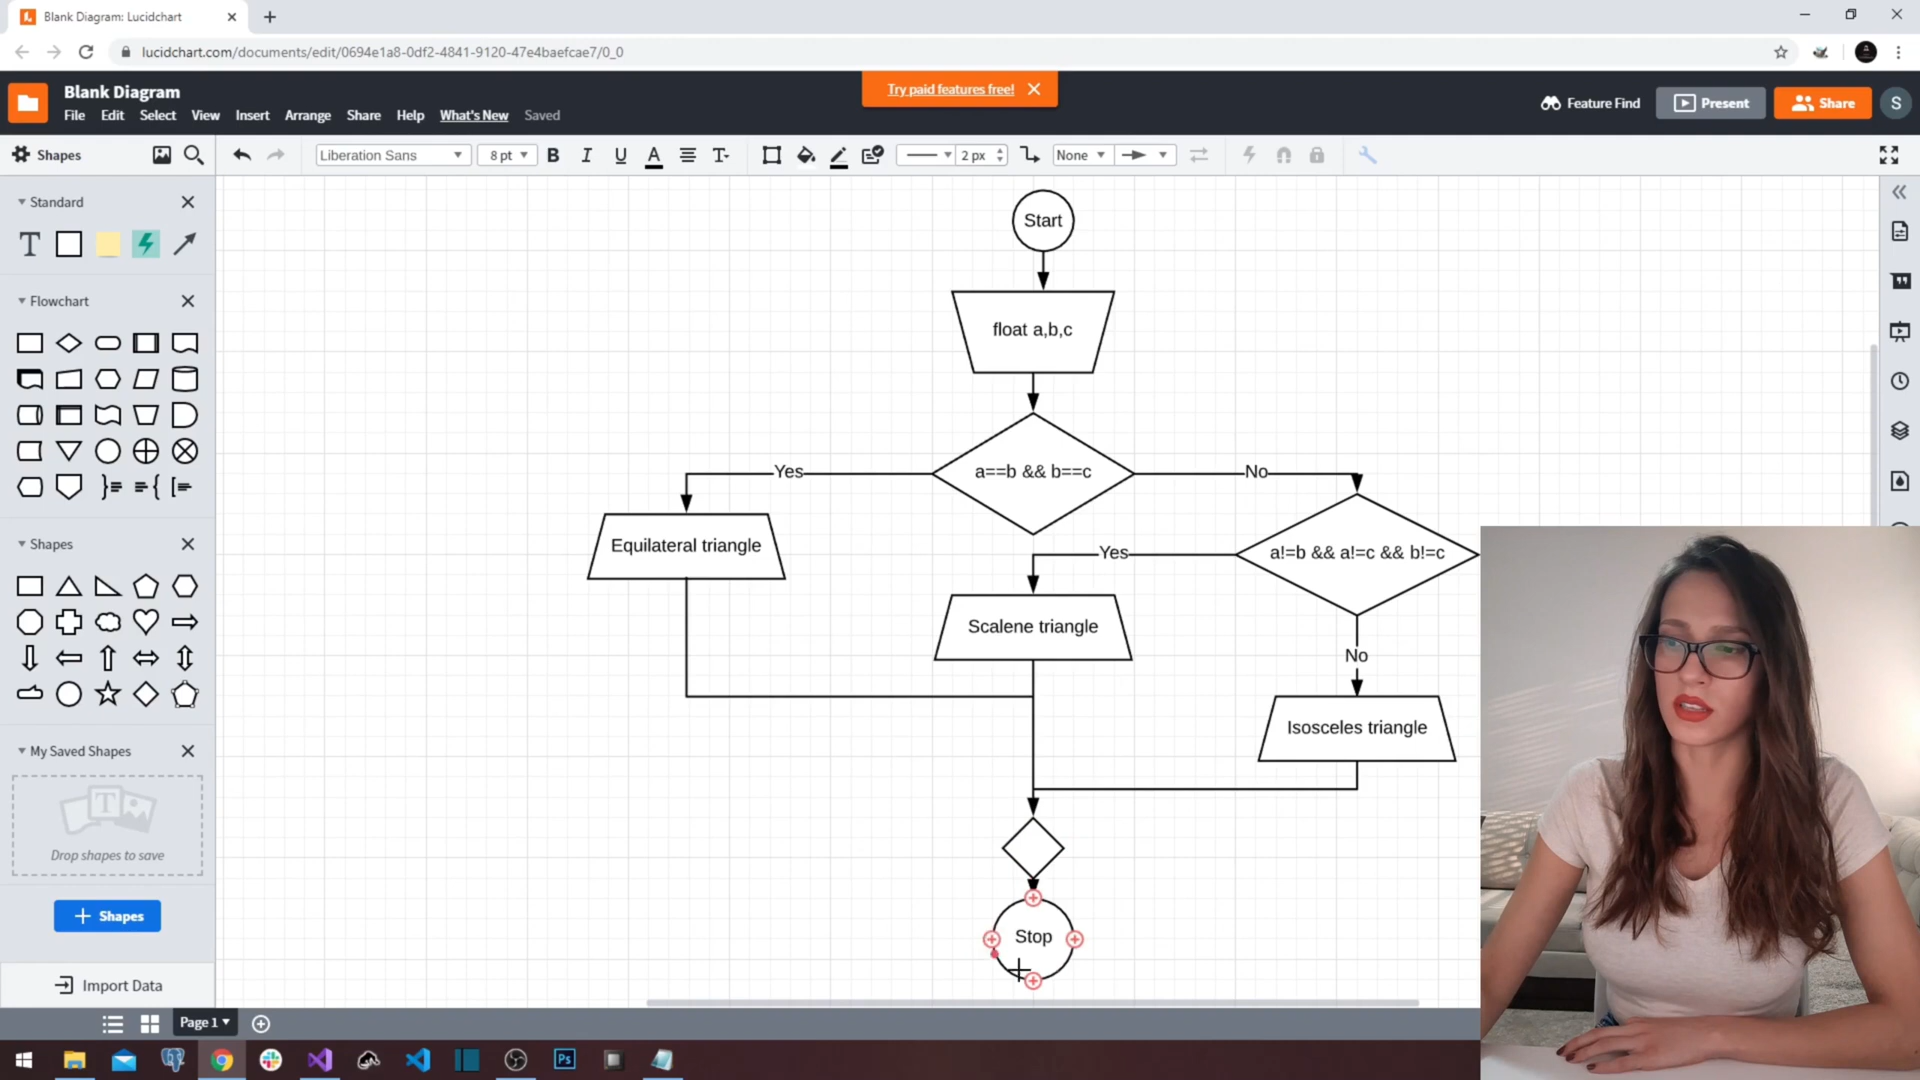 Blank Diagram: Lucidchart
lucidchart.com/documents/edit/0694e1a8-0df2-4841-9120-47e4baefcae7/0_0
Blank Diagram
File Edit Select View Insert Arrange Share Help What's New Saved
Try paid features free!
Feature Find
Present
Share
S
Shapes
Liberation Sans
8 pt
B I U A T
2 px
None
Standard
T
Flowchart
Shapes
My Saved Shapes
T
Drop shapes to save
Shapes
Import Data
Start
float a,b,c
a==b && b==c
Yes
No
Equilateral triangle
a!=b && a!=c && b!=c
Yes
Scalene triangle
No
Isosceles triangle
Stop
Page 1
Ps